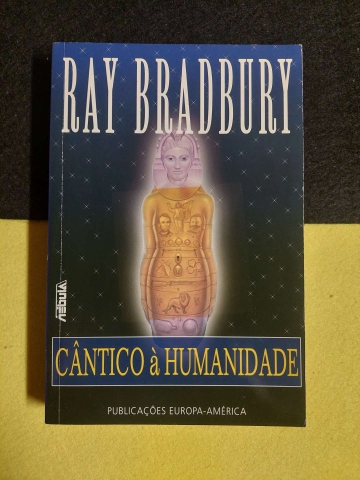 RAY BRADBURY
NÉBULA
CÂNTICO à HUMANIDADE
PUBLICAÇÕES EUROPA-AMÉRICA